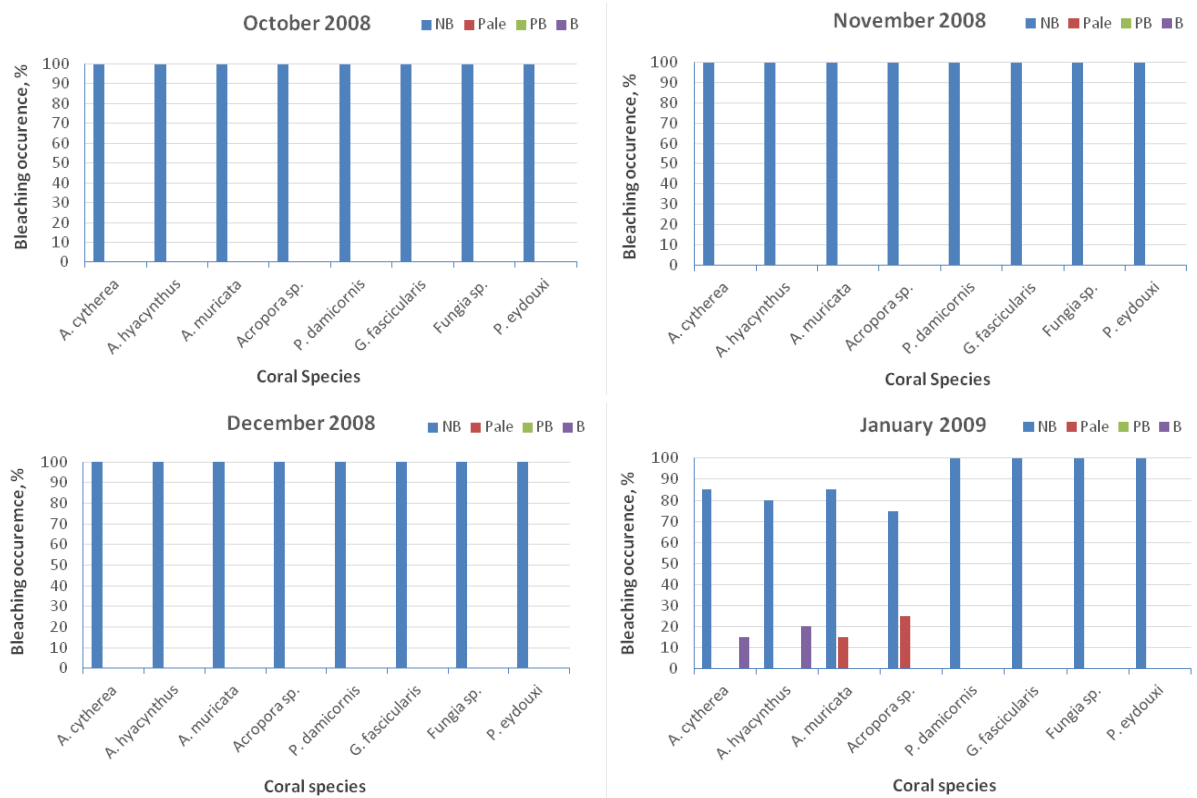 October 2008
NB Pale PB B
Bleaching occurence, %
100
90
80
70
60
50
40
30
20
10
0
A. cytherea
A. hyacynthus
A. muricata
Acropora sp.
P. damicornis
G. fascicularis
Fungia sp.
P. eydouxi
Coral Species
November 2008
NB Pale PB B
Bleaching occurence, %
100
90
80
70
60
50
40
30
20
10
0
A. cytherea
A. hyacynthus
A. muricata
Acropora sp.
P. damicornis
G. fascicularis
Fungia sp.
P. eydouxi
Coral Species
December 2008
NB Pale PB B
Bleaching occuremce, %
100
90
80
70
60
50
40
30
20
10
0
A. cytherea
A. hyacynthus
A. muricata
Acropora sp.
P. damicornis
G. fascicularis
Fungia sp.
P. eydouxi
Coral species
January 2009
NB Pale PB B
Bleaching occurence, %
100
90
80
70
60
50
40
30
20
10
0
A. cytherea
A. hyacynthus
A. muricata
Acropora sp.
P. damicornis
G. fascicularis
Fungia sp.
P. eydouxi
Coral species